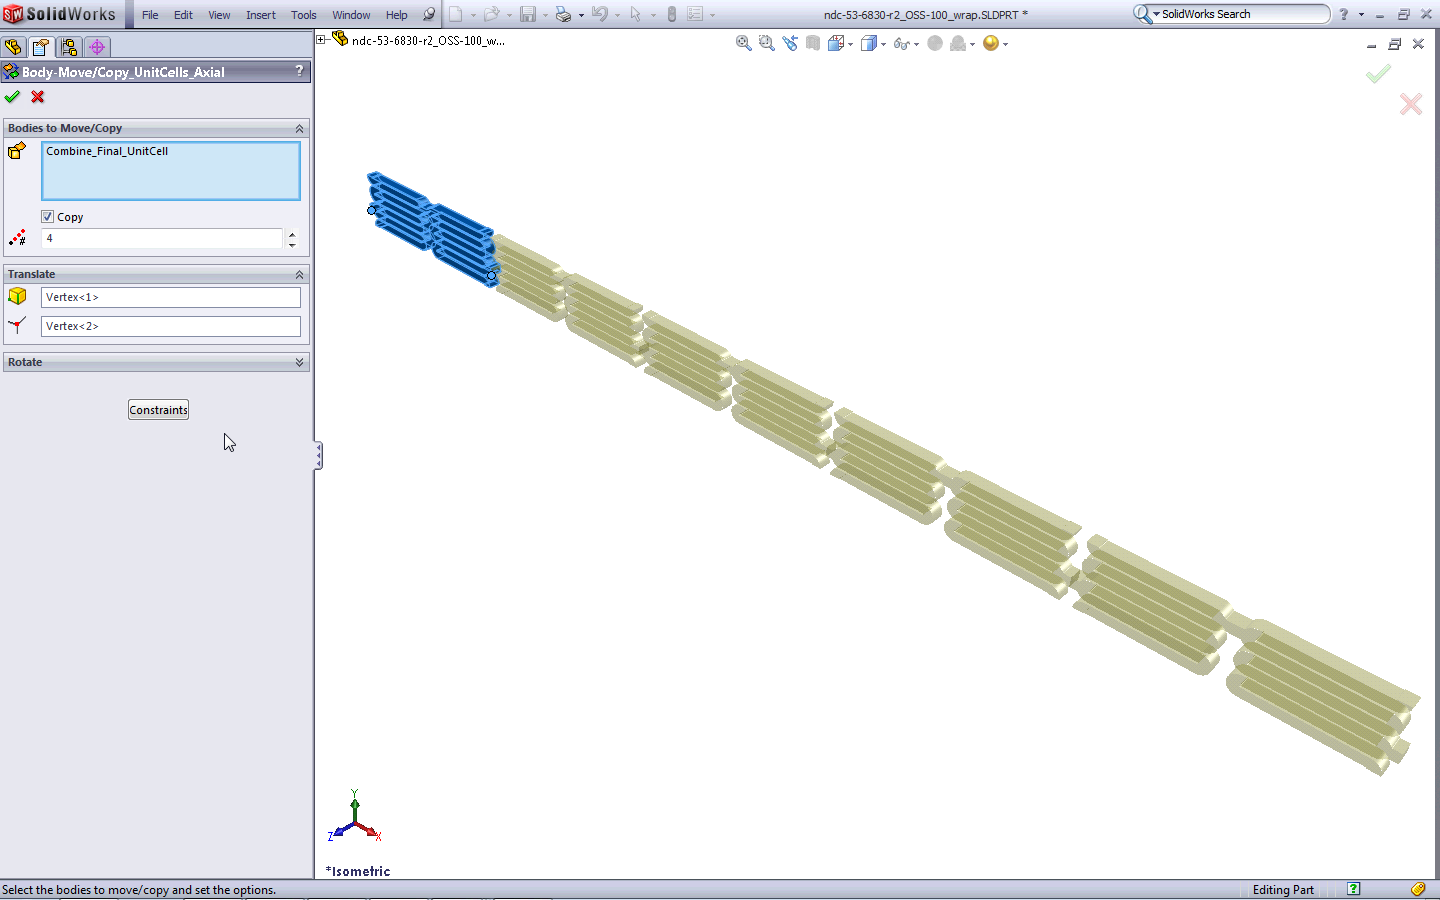 SW SolidWorks File Edit View Insert Tools Window Help ndc-53-6830-r2_OSS-100_wrap.SLDPRT * SolidWorks Search ?
ndc-53-6830-r2_OSS-100_w...
Body-Move/Copy_UnitCells_Axial ?
Bodies to Move/Copy
Combine_Final_UnitCell
Copy
# 4
Translate
Vertex<1>
Vertex<2>
Rotate
Constraints
Y
Z X
*Isometric
Select the bodies to move/copy and set the options. Editing Part ?